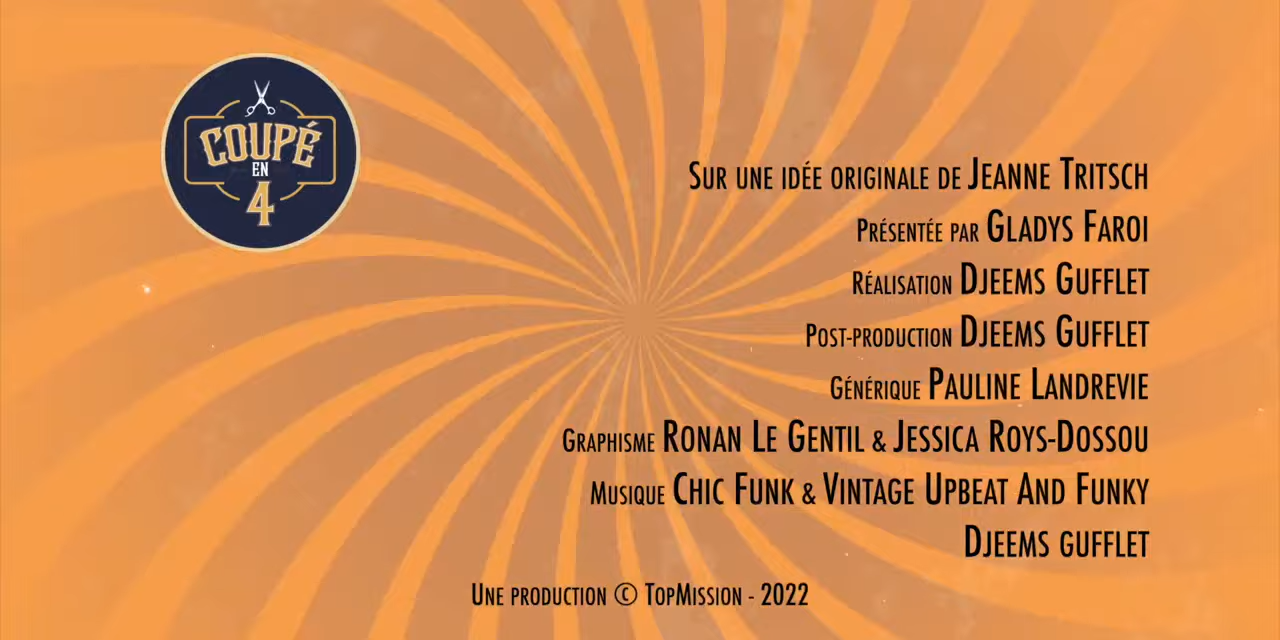 COUPÉ
EN
4
SUR UNE IDÉE ORIGINALE DE JEANNE TRITSCH
PRÉSENTÉE PAR GLADYS FAROI
RÉALISATION DJEEMS GUFFLET
POST-PRODUCTION DJEEMS GUFFLET
GÉNÉRIQUE PAULINE LANDREVIE
GRAPHISME RONAN LE GENTIL & JESSICA ROYS-DOSSOU
MUSIQUE CHIC FUNK & VINTAGE UPBEAT AND FUNKY
DJEEMS GUFFLET
UNE PRODUCTION © TOPMISSION - 2022